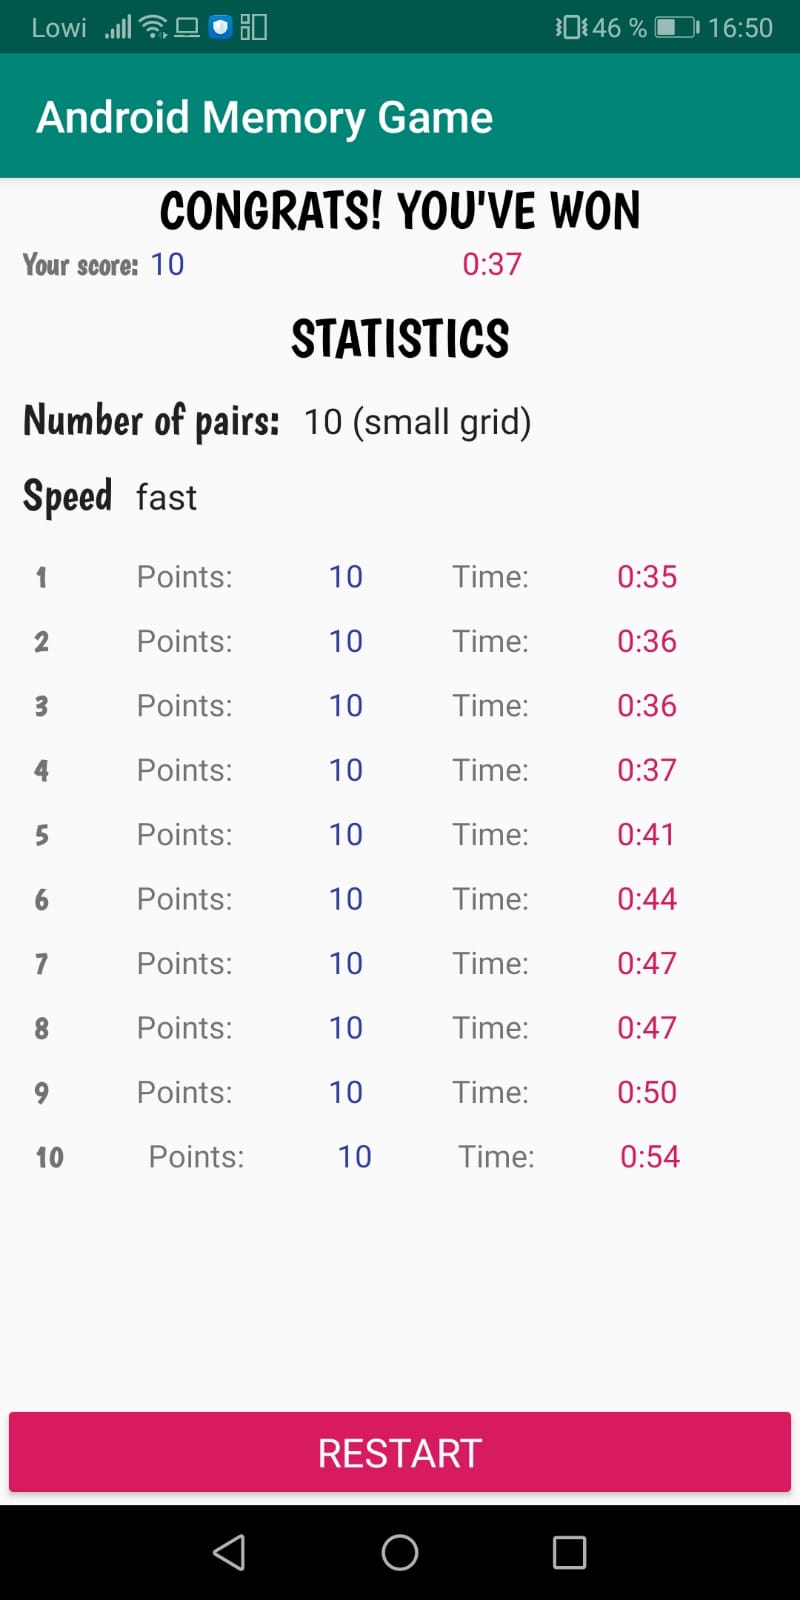 Lowi 46 % 16:50
Android Memory Game
CONGRATS! YOU'VE WON
Your score: 10 0:37
STATISTICS
Number of pairs: 10 (small grid)
Speed fast
1 Points: 10 Time: 0:35
2 Points: 10 Time: 0:36
3 Points: 10 Time: 0:36
4 Points: 10 Time: 0:37
5 Points: 10 Time: 0:41
6 Points: 10 Time: 0:44
7 Points: 10 Time: 0:47
8 Points: 10 Time: 0:47
9 Points: 10 Time: 0:50
10 Points: 10 Time: 0:54
RESTART